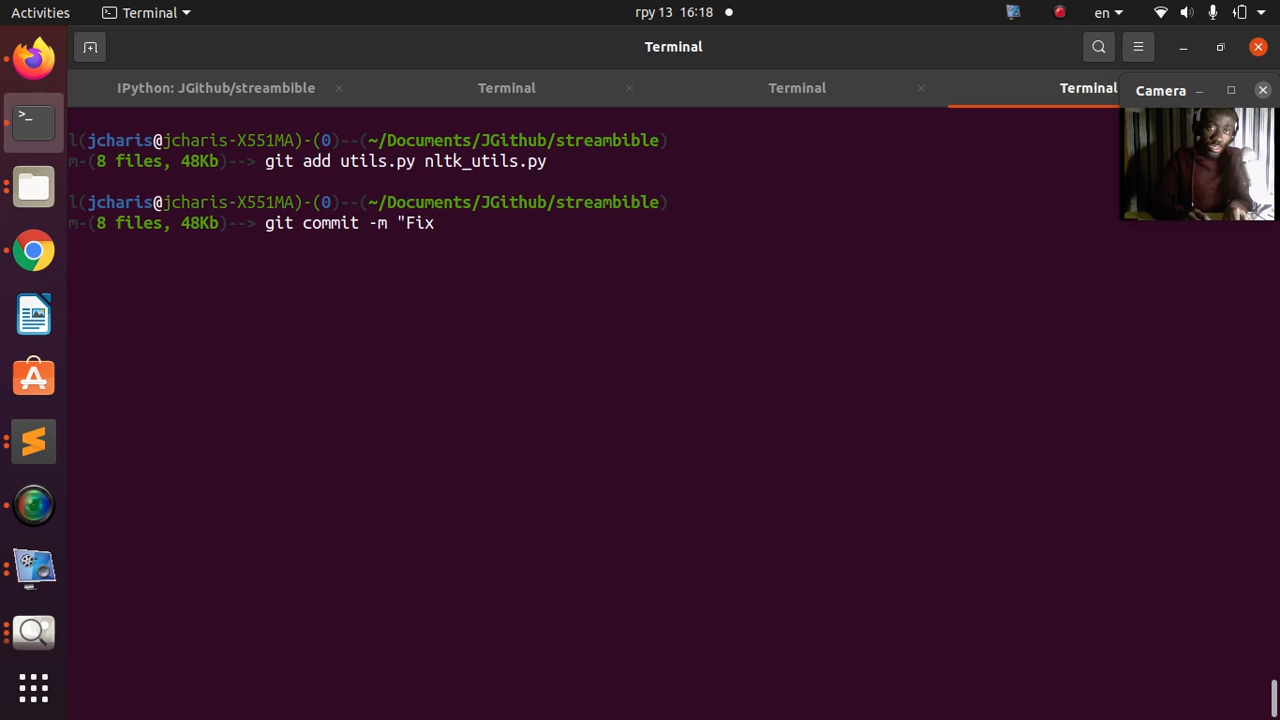 Activities
Terminal
гру 13 16:18
en
Terminal
IPython: JGithub/streambible
Terminal
Terminal
Terminal
Camera
l(jcharis@jcharis-X551MA)-(0)--(~/Documents/JGithub/streambible)
m-(8 files, 48Kb)--> git add utils.py nltk_utils.py
l(jcharis@jcharis-X551MA)-(0)--(~/Documents/JGithub/streambible)
m-(8 files, 48Kb)--> git commit -m "Fix